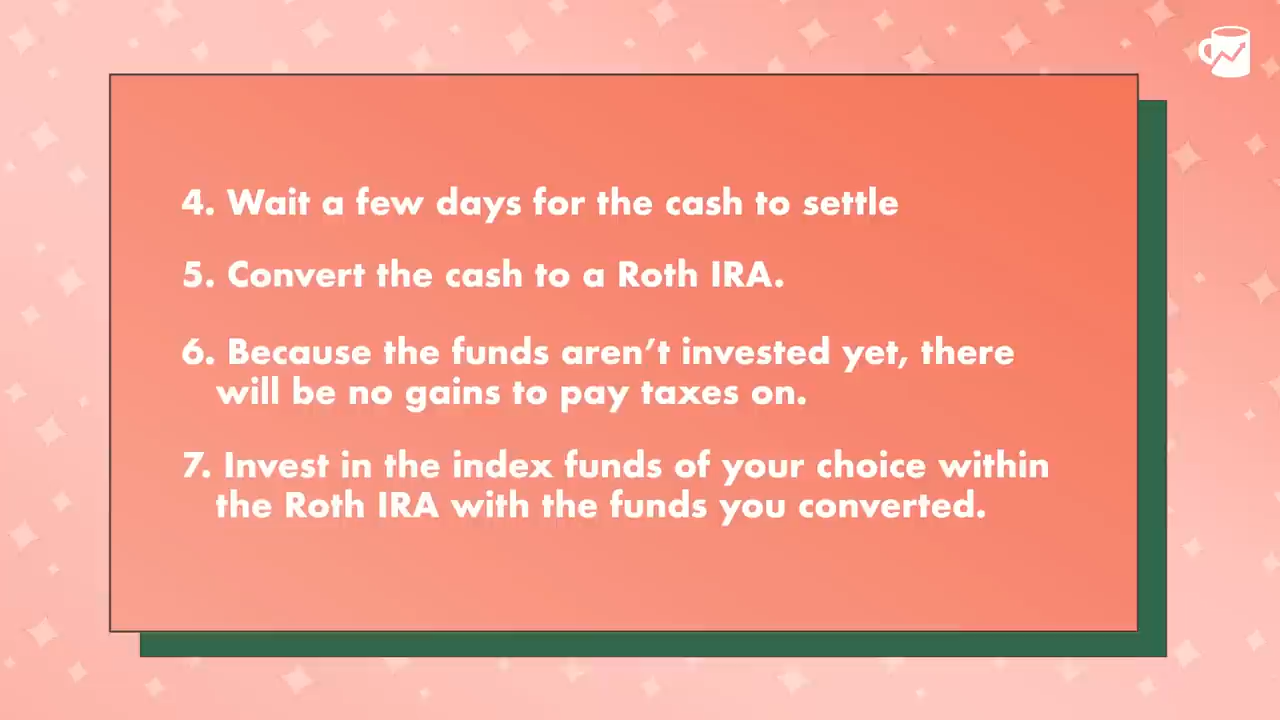 4. Wait a few days for the cash to settle
5. Convert the cash to a Roth IRA.
6. Because the funds aren’t invested yet, there
will be no gains to pay taxes on.
7. Invest in the index funds of your choice within
the Roth IRA with the funds you converted.